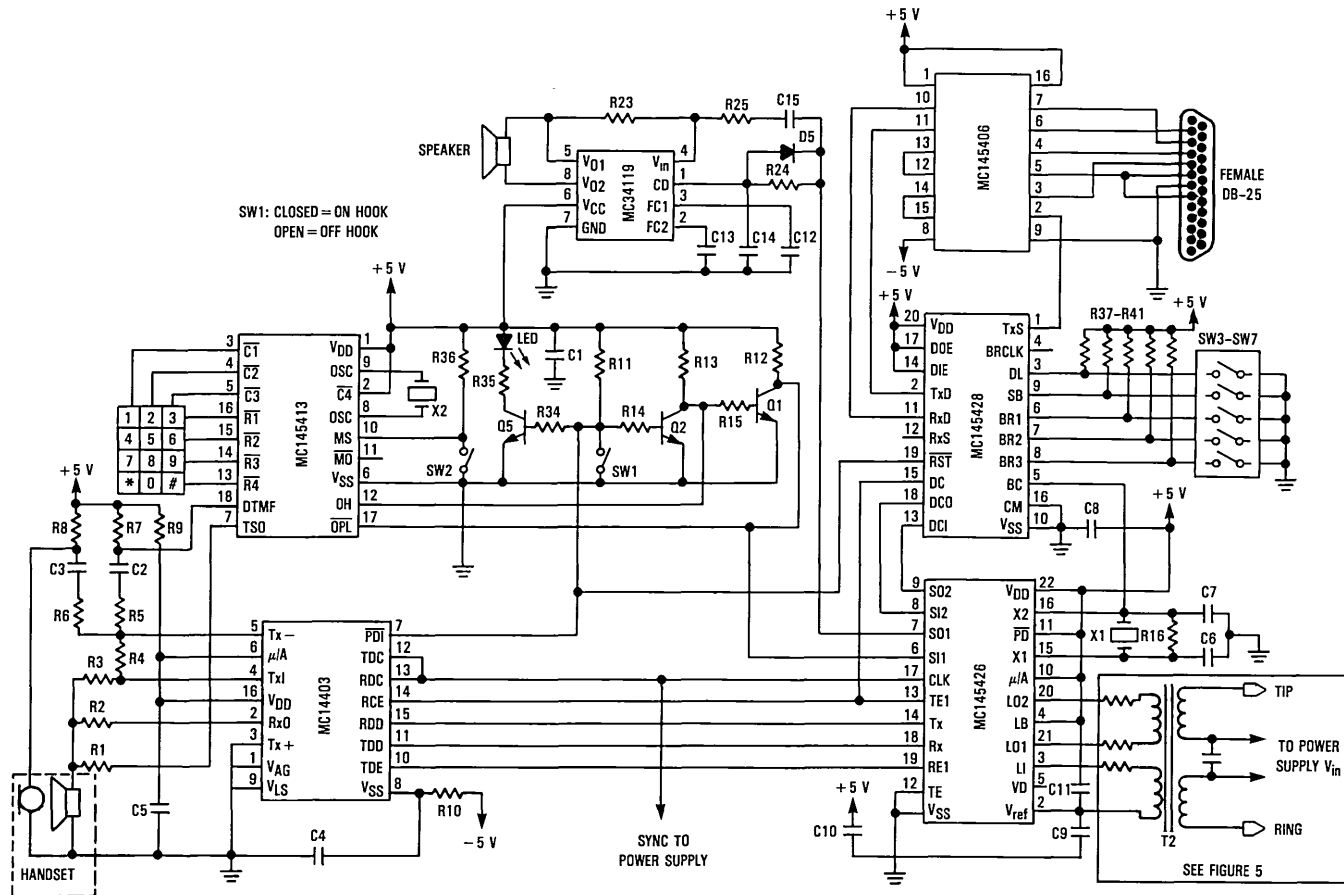 +5 V
SPEAKER
R23
R25
C15
D5
R24
5 VO1 Vin 4
8 VO2 CD 1
6 VCC FC1 3
7 GND FC2 2
MC34119
C13
C14
C12
SW1: CLOSED = ON HOOK
OPEN = OFF HOOK
1
10
11
13
12
14
15
8
MC145406
16
7
6
4
5
3
2
9
FEMALE
DB-25
-5 V
+5 V
+5 V
3 C1 VDD 1
4 C2 OSC 9
5 C3 C4 2
16 R1 OSC 8
15 R2 MS 10
14 R3 MO 11
13 R4 VSS 6
18 DTMF OH 12
7 TSO OPL 17
MC145413
X2
1 2 3
4 5 6
7 8 9
* 0 #
R36
LED
R35
C1
R11
R13
R12
Q5
R34
R14
Q2
R15
Q1
SW2
SW1
20 VDD TxS 1
17 DOE BRCLK 4
14 DIE DL 3
2 TxD SB 9
11 RxD BR1 6
12 RxS BR2 7
19 RST BR3 8
15 DC BC 5
18 DCO CM 16
13 DCI VSS 10
MC145428
R37-R41
+5 V
SW3-SW7
C8
+5 V
+5 V
R8
R7
R9
C3
C2
R6
R5
R4
R3
R2
R1
C5
HANDSET
5 Tx- PDI 7
6 μ/A TDC 12
4 TxI RDC 13
16 VDD RCE 14
2 RxO RDD 15
3 Tx+ TDD 11
1 VAG TDE 10
9 VLS VSS 8
MC14403
R10
-5 V
C4
SYNC TO
POWER SUPPLY
9 SO2 VDD 22
8 SI2 X2 16
7 SO1 PD 11
6 SI1 X1 15
17 CLK μ/A 10
13 TE1 LO2 20
14 Tx LB 4
18 Rx LO1 21
19 RE1 LI 3
12 TE VD 5
VSS Vref 2
MC145426
X1
R16
C7
C6
C11
C9
+5 V
C10
T2
TIP
TO POWER
SUPPLY Vin
RING
SEE FIGURE 5